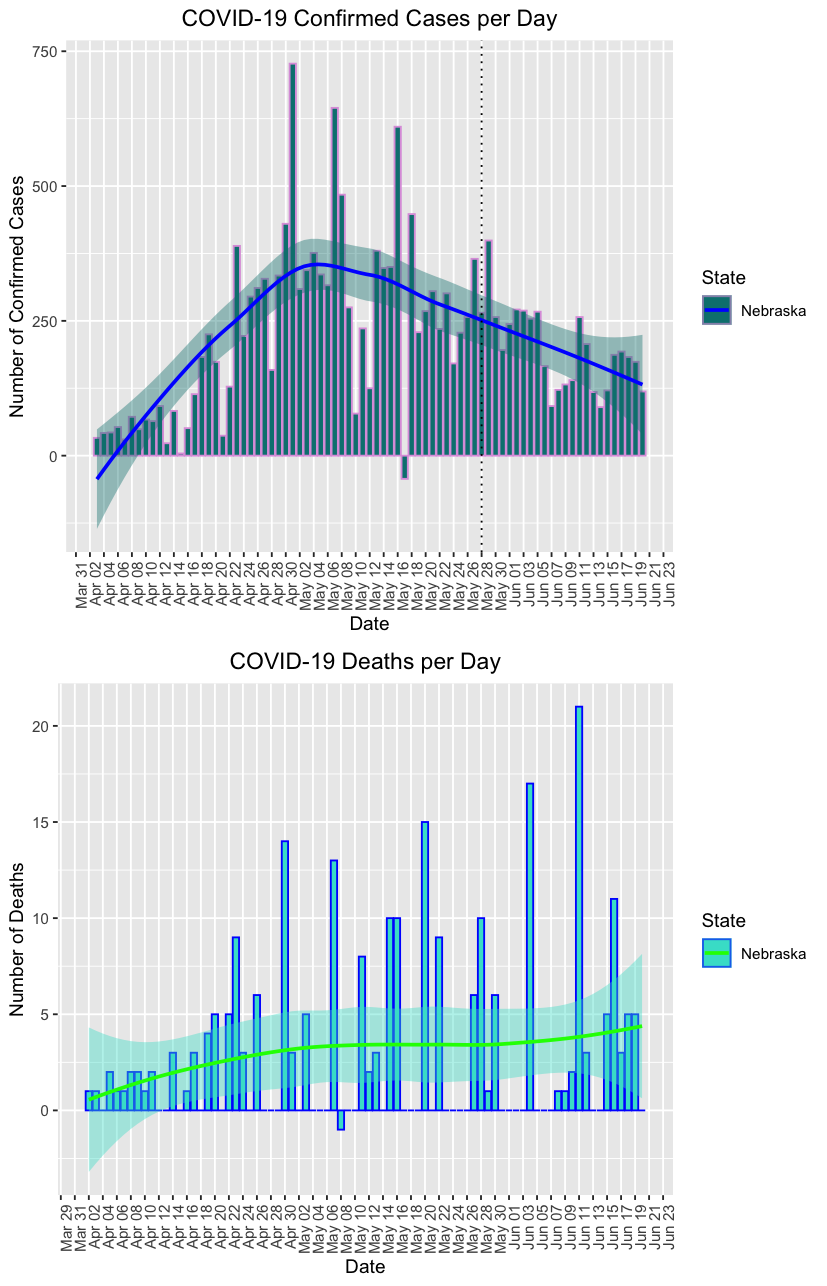 COVID-19 Confirmed Cases per Day
Number of Confirmed Cases
750
500
250
0
Mar 31
Apr 02
Apr 04
Apr 06
Apr 08
Apr 10
Apr 12
Apr 14
Apr 16
Apr 18
Apr 20
Apr 22
Apr 24
Apr 26
Apr 28
Apr 30
May 02
May 04
May 06
May 08
May 10
May 12
May 14
May 16
May 18
May 20
May 22
May 24
May 26
May 28
May 30
Jun 01
Jun 03
Jun 05
Jun 07
Jun 09
Jun 11
Jun 13
Jun 15
Jun 17
Jun 19
Jun 21
Jun 23
Date
State
Nebraska
COVID-19 Deaths per Day
Number of Deaths
20
15
10
5
0
Mar 29
Mar 31
Apr 02
Apr 04
Apr 06
Apr 08
Apr 10
Apr 12
Apr 14
Apr 16
Apr 18
Apr 20
Apr 22
Apr 24
Apr 26
Apr 28
Apr 30
May 02
May 04
May 06
May 08
May 10
May 12
May 14
May 16
May 18
May 20
May 22
May 24
May 26
May 28
May 30
Jun 01
Jun 03
Jun 05
Jun 07
Jun 09
Jun 11
Jun 13
Jun 15
Jun 17
Jun 19
Jun 21
Jun 23
Date
State
Nebraska